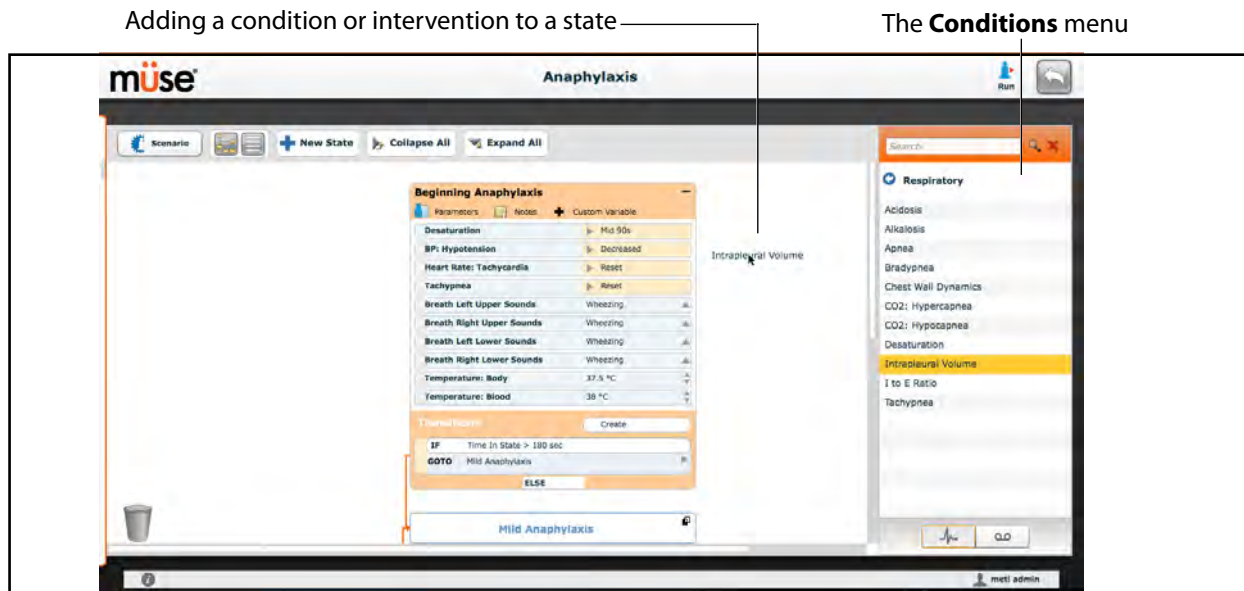 Adding a condition or intervention to a state
The Conditions menu
müse
Anaphylaxis
Run
Scenario
New State
Collapse All
Expand All
Search
Respiratory
Acidosis
Alkalosis
Apnea
Bradypnea
Chest Wall Dynamics
CO2: Hypercapnea
CO2: Hypocapnea
Desaturation
Intrapleural Volume
I to E Ratio
Tachypnea
Beginning Anaphylaxis
Parameters Notes Custom Variable
Desaturation Mid 90s
BP: Hypotension Decreased
Heart Rate: Tachycardia Reset
Tachypnea Reset
Breath Left Upper Sounds Wheezing
Breath Right Upper Sounds Wheezing
Breath Left Lower Sounds Wheezing
Breath Right Lower Sounds Wheezing
Temperature: Body 37.5 °C
Temperature: Blood 38 °C
Transitions Create
IF Time In State > 180 sec
GOTO Mild Anaphylaxis
ELSE
Mild Anaphylaxis
Intrapleural Volume
meti admin